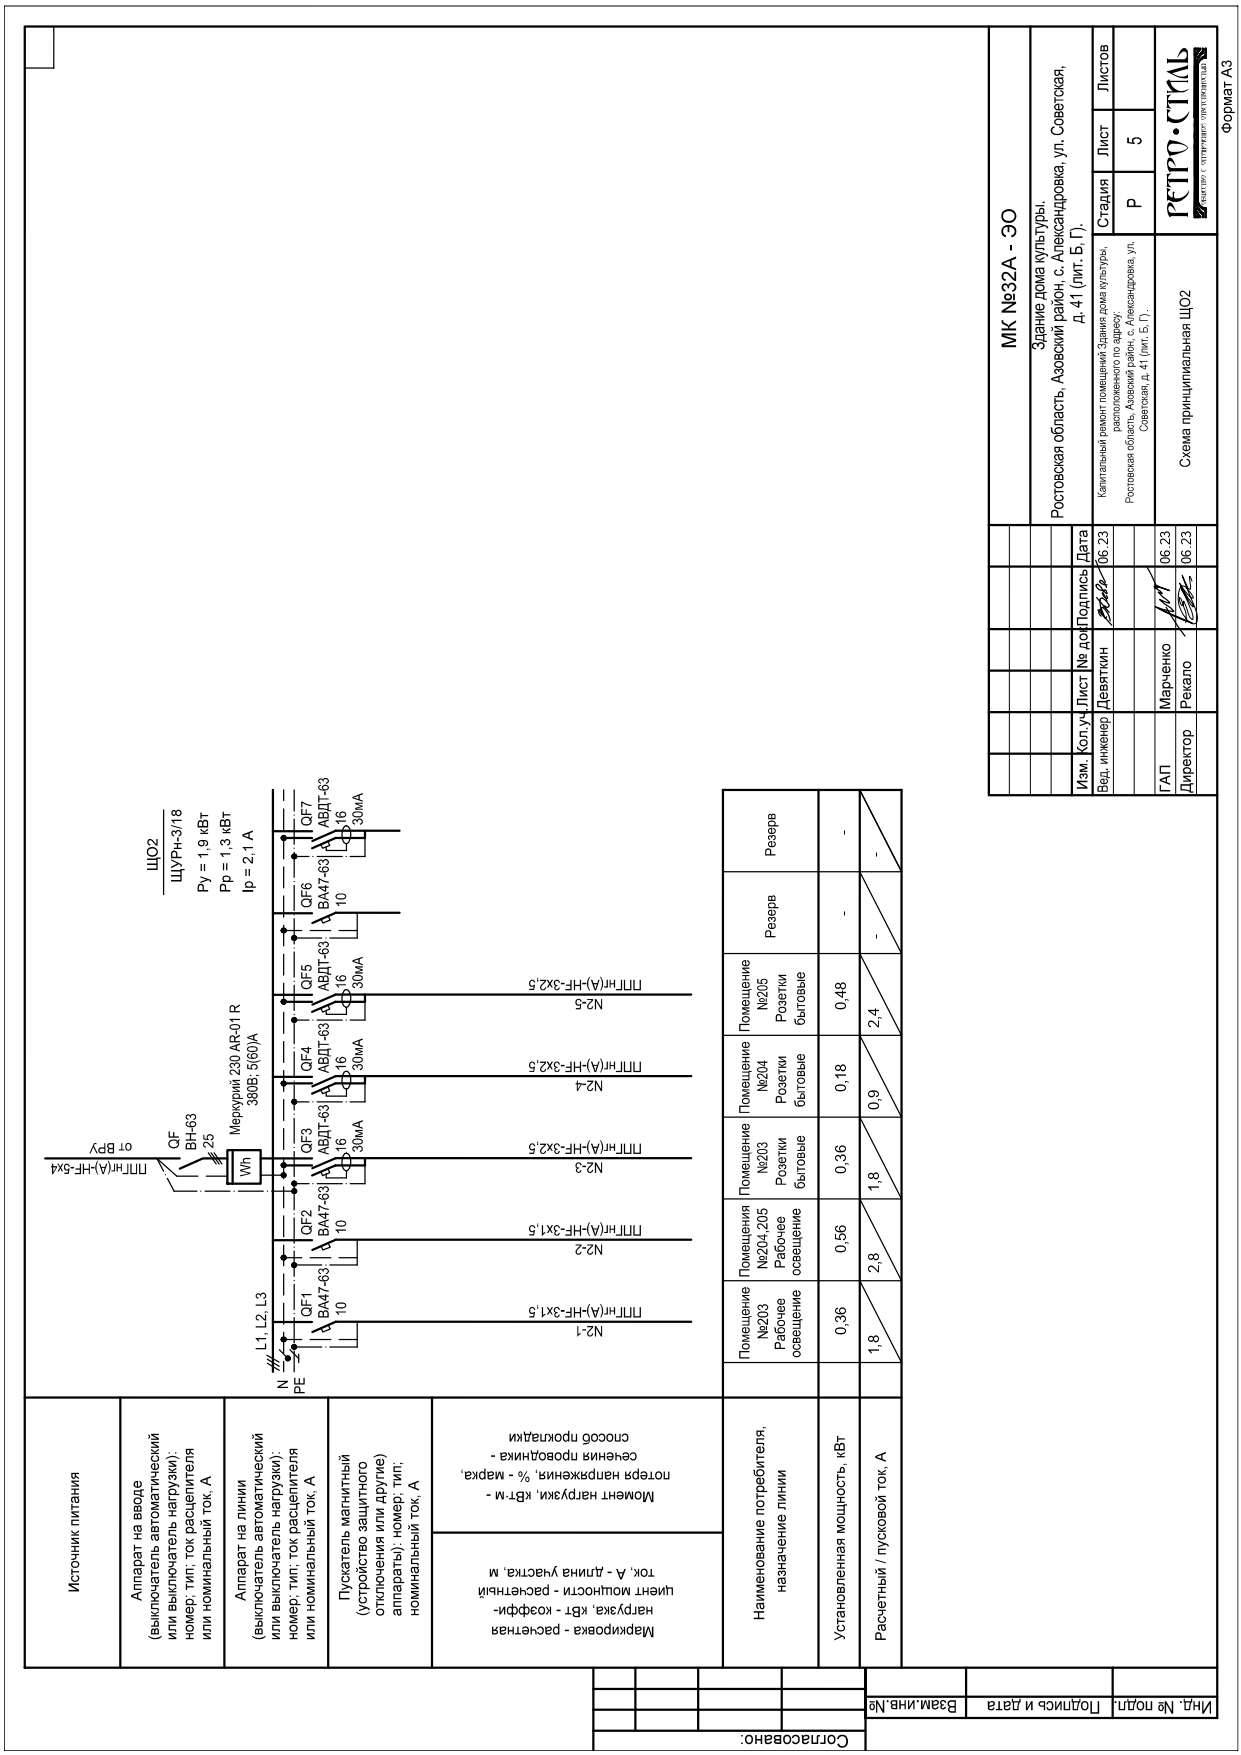 ЩО2
ЩУРн-3/18
Ру = 1,9 кВт
Рр = 1,3 кВт
Iр = 2,1 А
ППГнг(А)-HF-5х4
от ВРУ
QF
ВН-63
25
Wh
Меркурий 230 AR-01 R
380В; 5(60)А
L1, L2, L3
N
PE
QF1
ВА47-63
10
QF2
ВА47-63
10
QF3
АВДТ-63
16
30мА
QF4
АВДТ-63
16
30мА
QF5
АВДТ-63
16
30мА
QF6
ВА47-63
10
QF7
АВДТ-63
16
30мА
N2-1
ППГнг(А)-HF-3х1,5
N2-2
ППГнг(А)-HF-3х1,5
N2-3
ППГнг(А)-HF-3х2,5
N2-4
ППГнг(А)-HF-3х2,5
N2-5
ППГнг(А)-HF-3х2,5
Источник питания
Аппарат на вводе
(выключатель автоматический
или выключатель нагрузки):
номер; тип; ток расцепителя
или номинальный ток, А
Аппарат на линии
(выключатель автоматический
или выключатель нагрузки):
номер; тип; ток расцепителя
или номинальный ток, А
Пускатель магнитный
(устройство защитного
отключения или другие)
аппараты): номер; тип;
номинальный ток, А
Маркировка - расчетная
нагрузка, кВт - коэффи-
циент мощности - расчетный
ток, А - длина участка, м
Момент нагрузки, кВт·м -
потеря напряжения, % - марка,
сечения проводника -
способ прокладки
Наименование потребителя,
назначение линии
Помещение
№203
Рабочее
освещение
Помещения
№204,205
Рабочее
освещение
Помещение
№203
Розетки
бытовые
Помещение
№204
Розетки
бытовые
Помещение
№205
Розетки
бытовые
Резерв
Резерв
Установленная мощность, кВт
0,36
0,56
0,36
0,18
0,48
-
-
Расчетный / пусковой ток, А
1,8
2,8
1,8
0,9
2,4
-
-
МК №32А - ЭО
Здание дома культуры.
Ростовская область, Азовский район, с. Александровка, ул. Советская,
д. 41 (лит. Б, Г).
Изм. Кол.уч. Лист № док Подпись Дата
Вед. инженер Девяткин 06.23
ГАП Марченко 06.23
Директор Рекало 06.23
Капитальный ремонт помещений Здания дома культуры,
расположенного по адресу:
Ростовская область, Азовский район, с. Александровка, ул.
Советская, д. 41 (лит. Б, Г).
Стадия Лист Листов
Р 5
Схема принципиальная ЩО2
РЕТРО•СТИЛЬ
Формат А3
Согласовано:
Взам.инв.№
Подпись и дата
Инд. № подл.